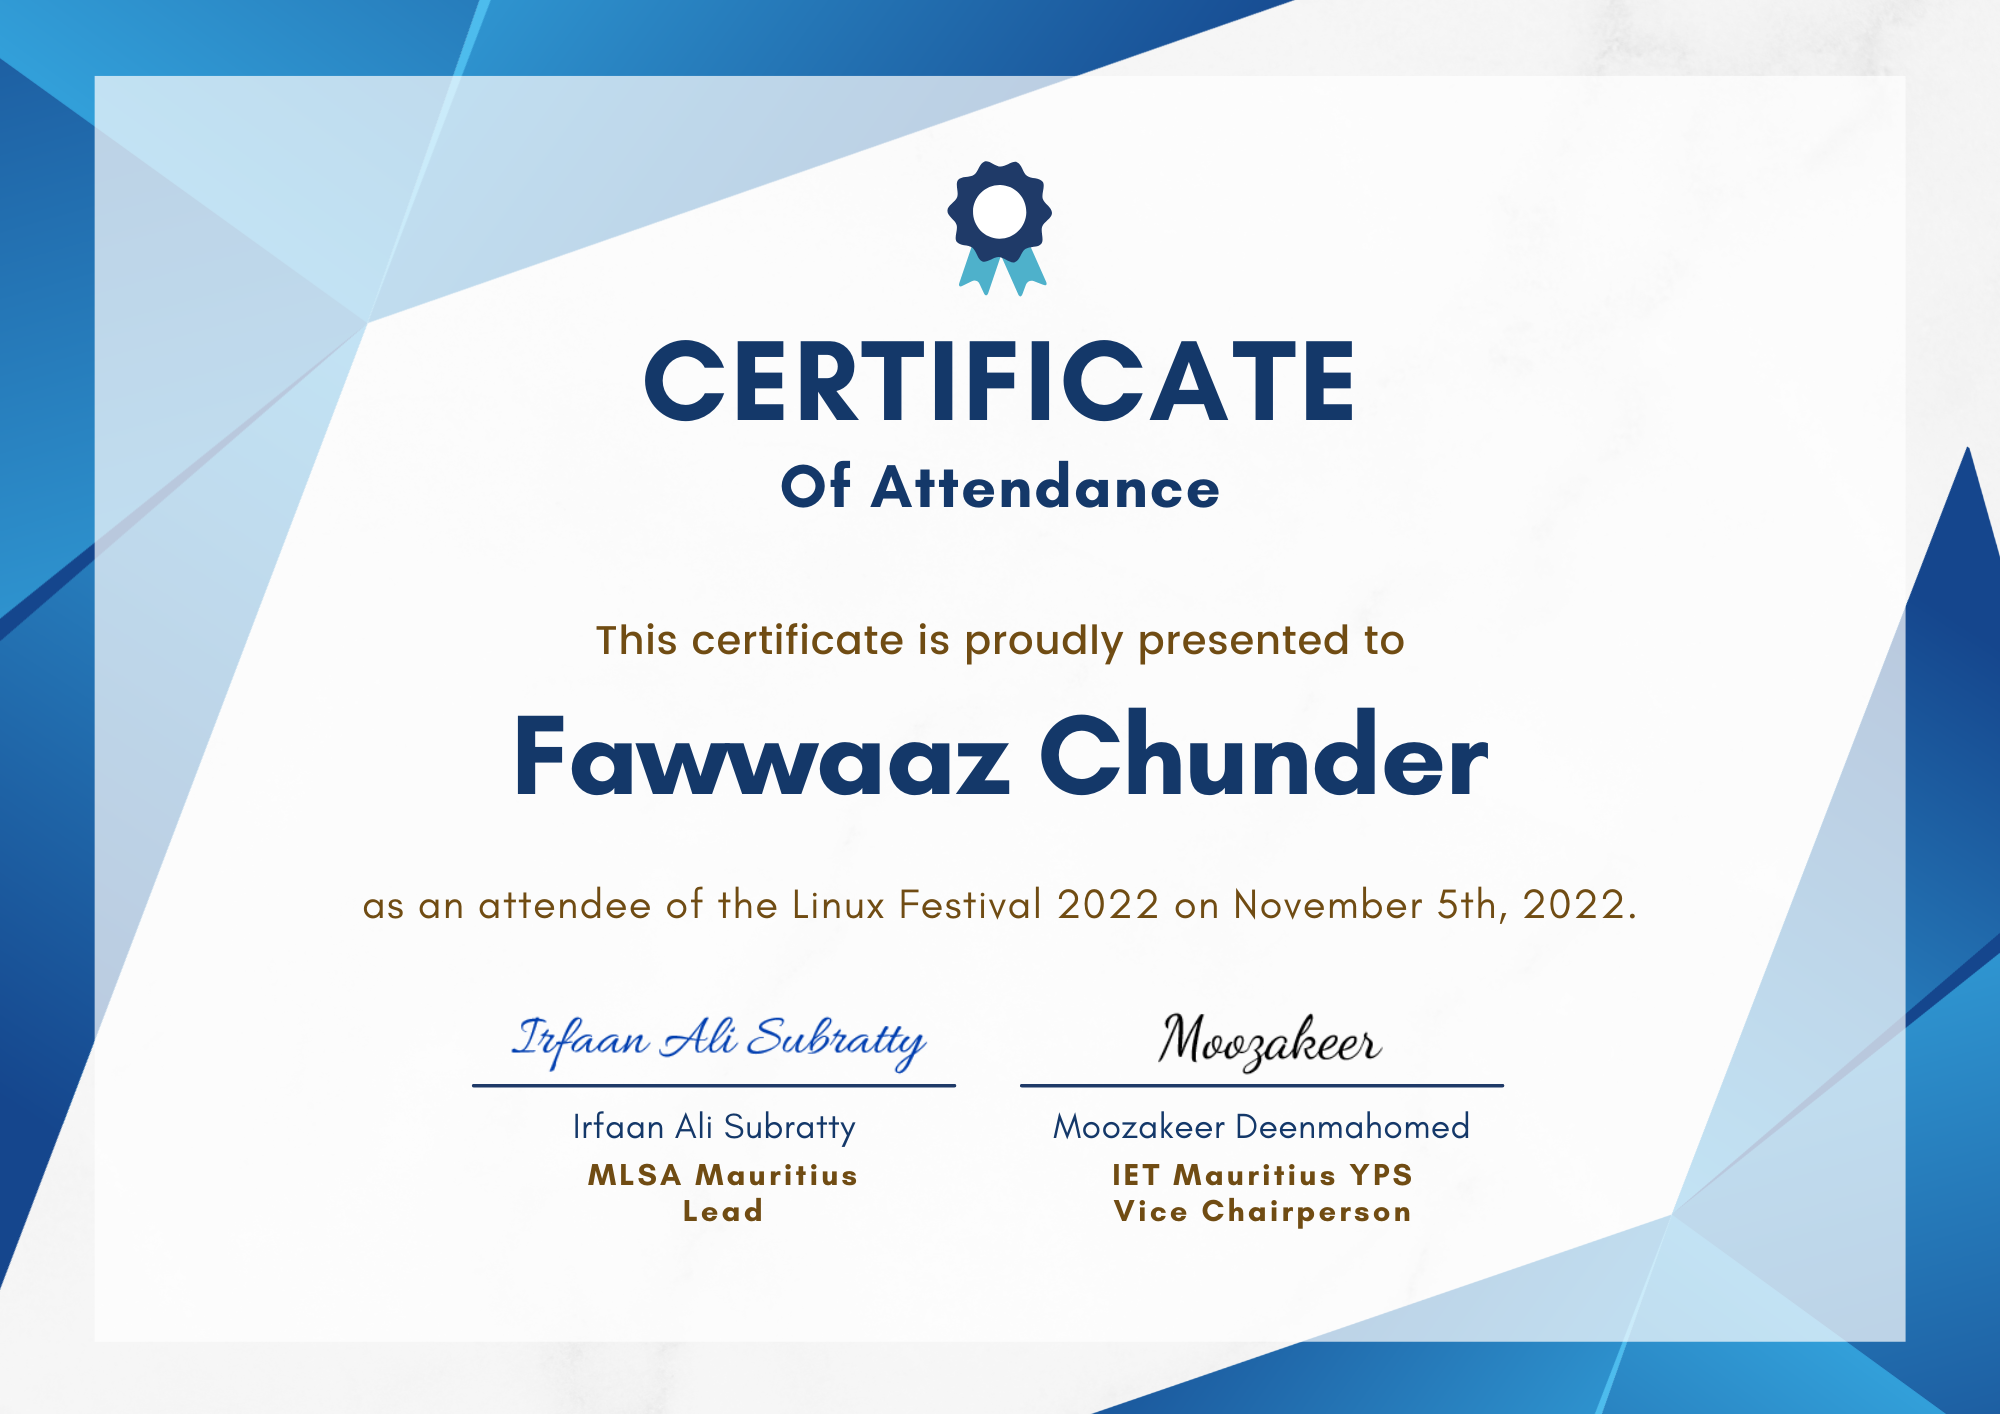 CERTIFICATE
Of Attendance
This certificate is proudly presented to
Fawwaaz Chunder
as an attendee of the Linux Festival 2022 on November 5th, 2022.
Irfaan Ali Subratty
Irfaan Ali Subratty
MLSA Mauritius
Lead
Moozakeer
Moozakeer Deenmahomed
IET Mauritius YPS
Vice Chairperson